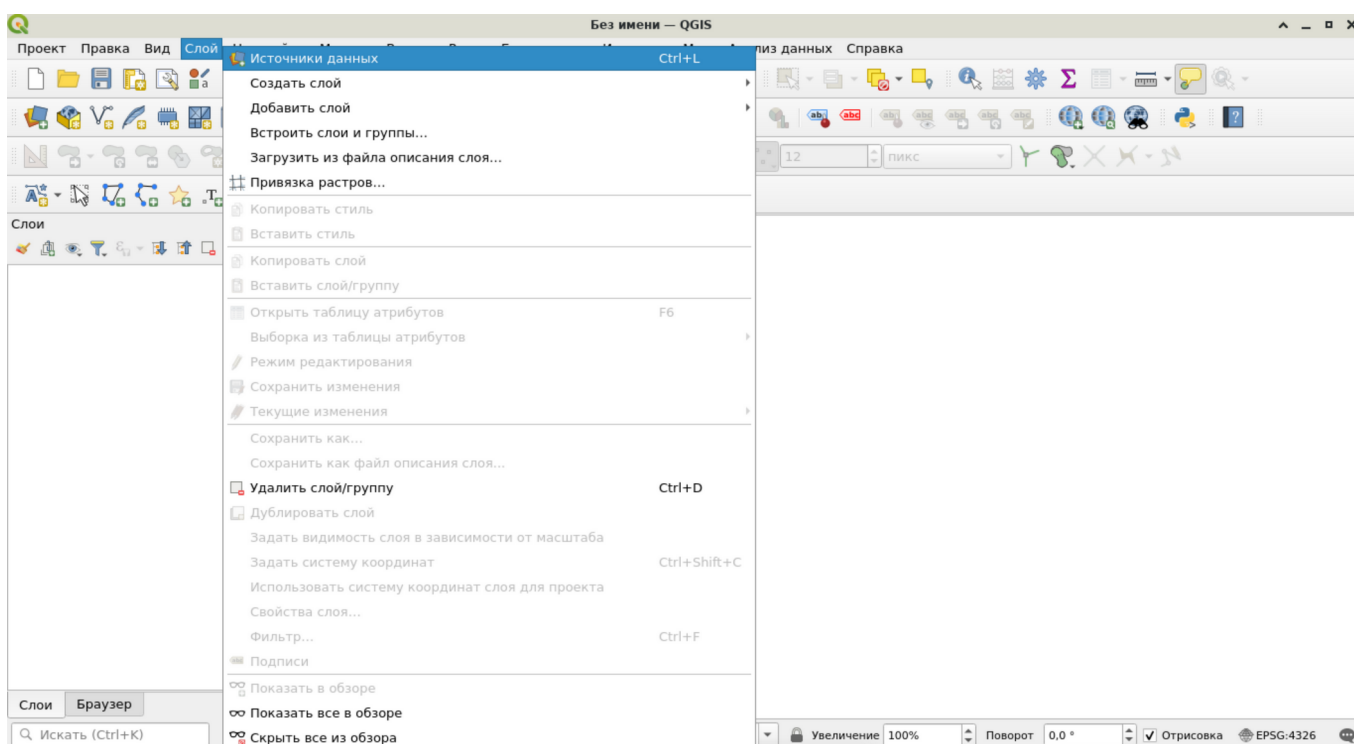 Без имени — QGIS
Проект Правка Вид Слой лиз данных Справка
Источники данных Ctrl+L
Создать слой
Добавить слой
Встроить слои и группы...
Загрузить из файла описания слоя...
12 пикс
Привязка растров...
Копировать стиль
Слои
Вставить стиль
Копировать слой
Вставить слой/группу
Открыть таблицу атрибутов F6
Выборка из таблицы атрибутов
Режим редактирования
Сохранить изменения
Текущие изменения
Сохранить как...
Сохранить как файл описания слоя...
Удалить слой/группу Ctrl+D
Дублировать слой
Задать видимость слоя в зависимости от масштаба
Задать систему координат Ctrl+Shift+C
Использовать систему координат слоя для проекта
Свойства слоя...
Фильтр... Ctrl+F
Подписи
Показать в обзоре
Слои Браузер
Показать все в обзоре
Искать (Ctrl+K) Скрыть все из обзора Увеличение 100% Поворот 0,0 ° Отрисовка EPSG:4326